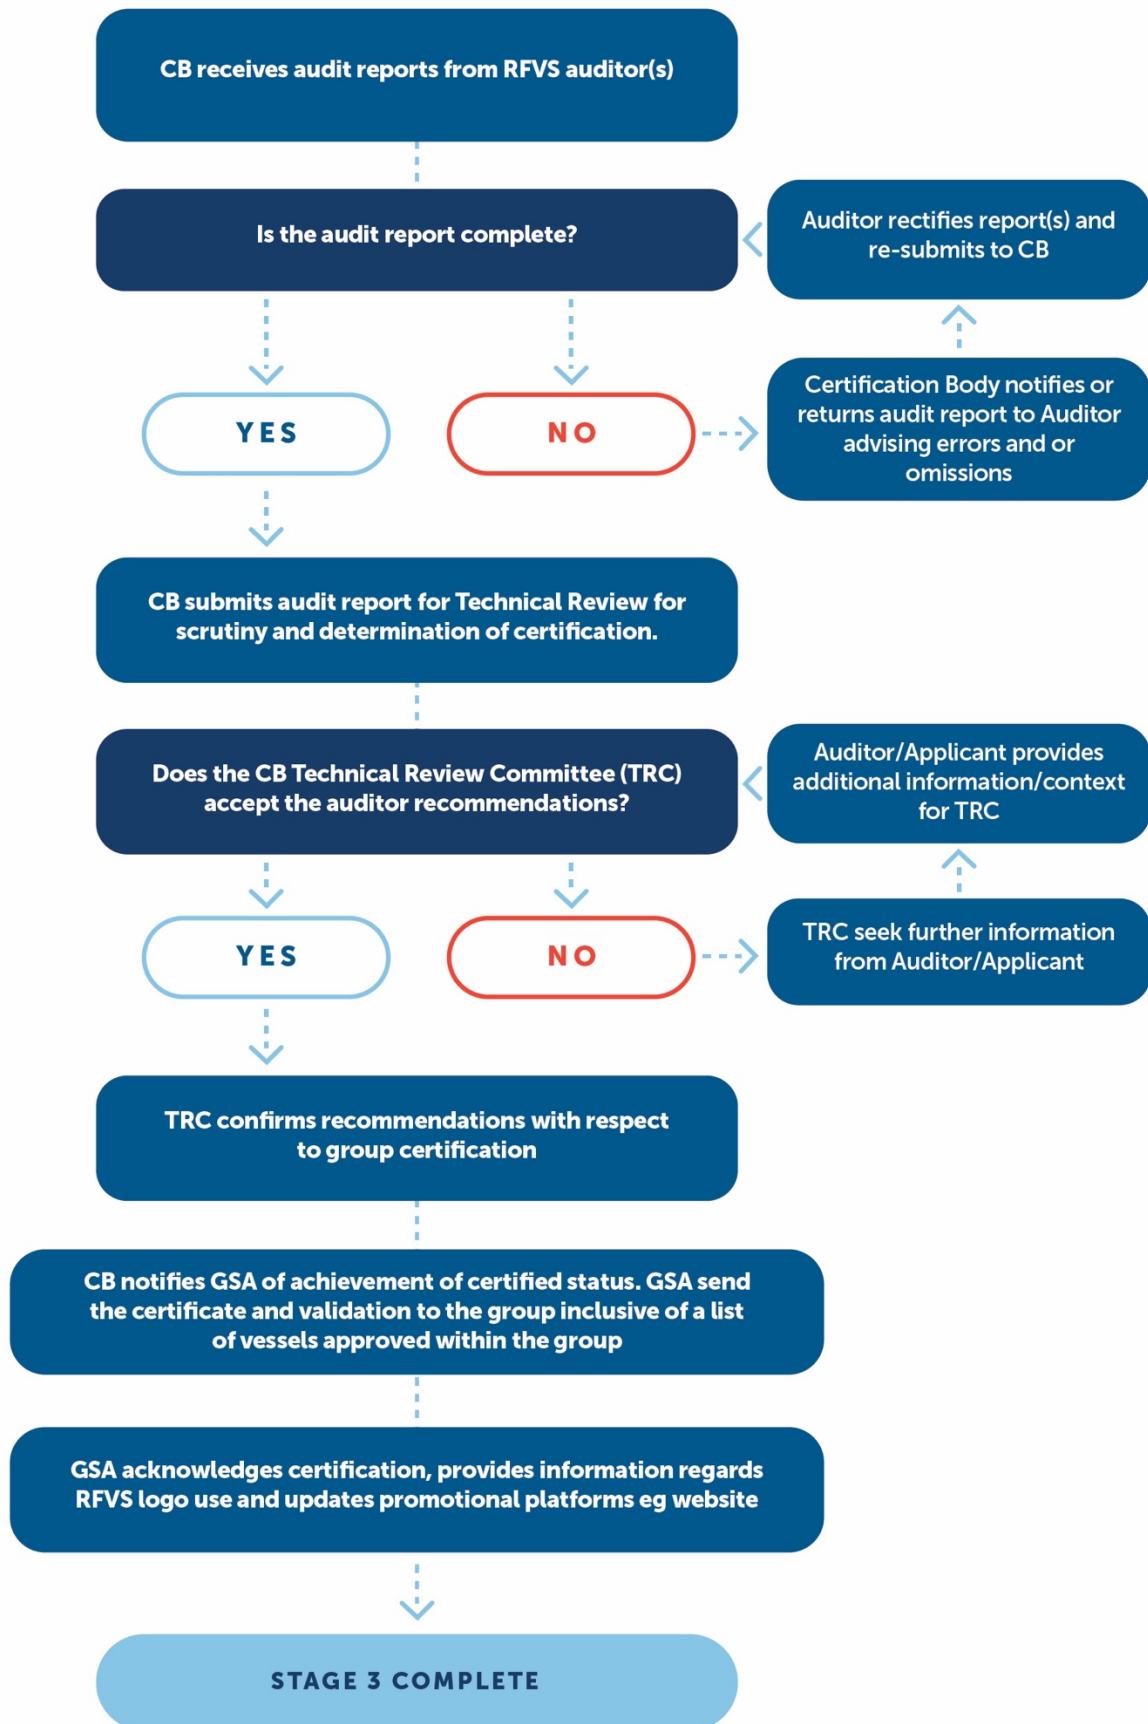 CB receives audit reports from RFVS auditor(s)
Is the audit report complete?
Auditor rectifies report(s) and
re-submits to CB
YES
NO
Certification Body notifies or
returns audit report to Auditor
advising errors and or
omissions
CB submits audit report for Technical Review for
scrutiny and determination of certification.
Does the CB Technical Review Committee (TRC)
accept the auditor recommendations?
Auditor/Applicant provides
additional information/context
for TRC
YES
NO
TRC seek further information
from Auditor/Applicant
TRC confirms recommendations with respect
to group certification
CB notifies GSA of achievement of certified status. GSA send
the certificate and validation to the group inclusive of a list
of vessels approved within the group
GSA acknowledges certification, provides information regards
RFVS logo use and updates promotional platforms eg website
STAGE 3 COMPLETE